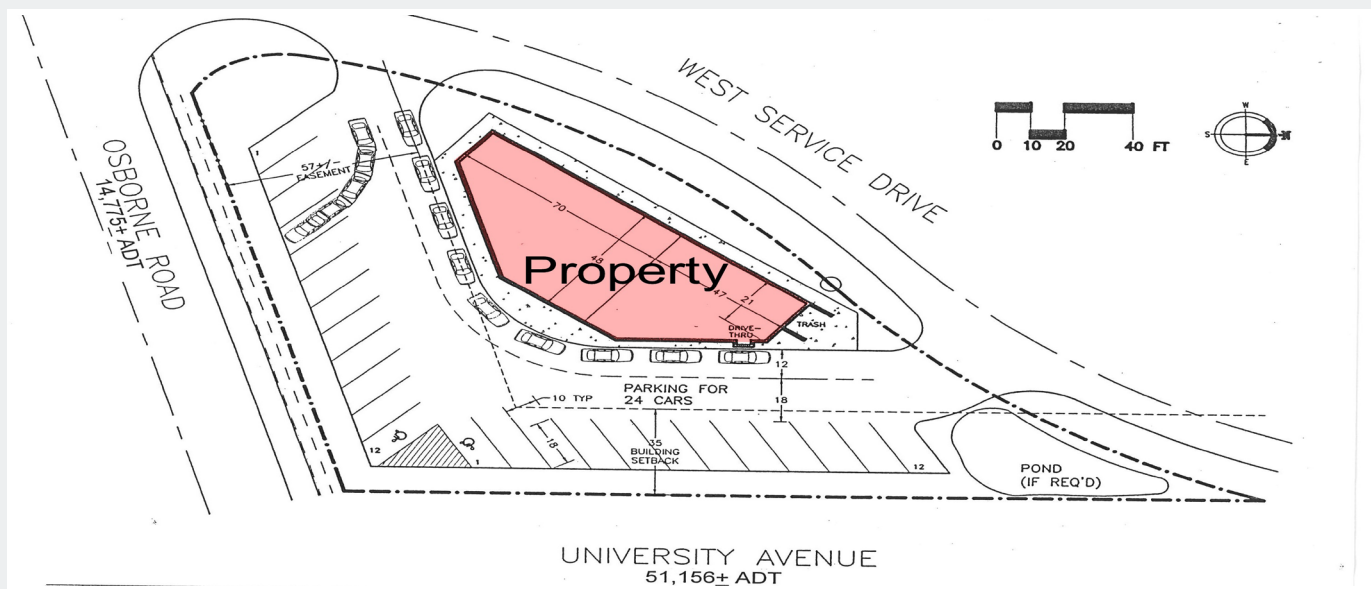 WEST SERVICE DRIVE
0 10 20 40 FT
W
S
N
E
OSBORNE ROAD
14,775± ADT
1
57+/-
EASEMENT
70
48
Property
47
21
DRIVE-
THRU
TRASH
12
PARKING FOR
24 CARS
10 TYP
18
18
35
BUILDING
SETBACK
12
1
12
POND
(IF REQ'D)
UNIVERSITY AVENUE
51,156± ADT